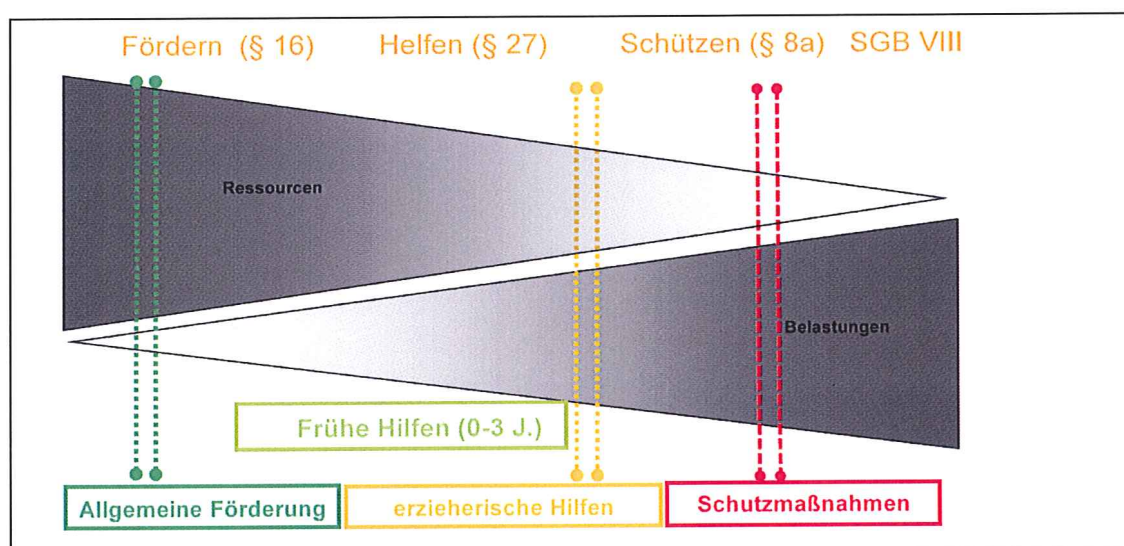 Fördern (§ 16) Helfen (§ 27) Schützen (§ 8a) SGB VIII
Ressourcen
Belastungen
Frühe Hilfen (0-3 J.)
Allgemeine Förderung erzieherische Hilfen Schutzmaßnahmen